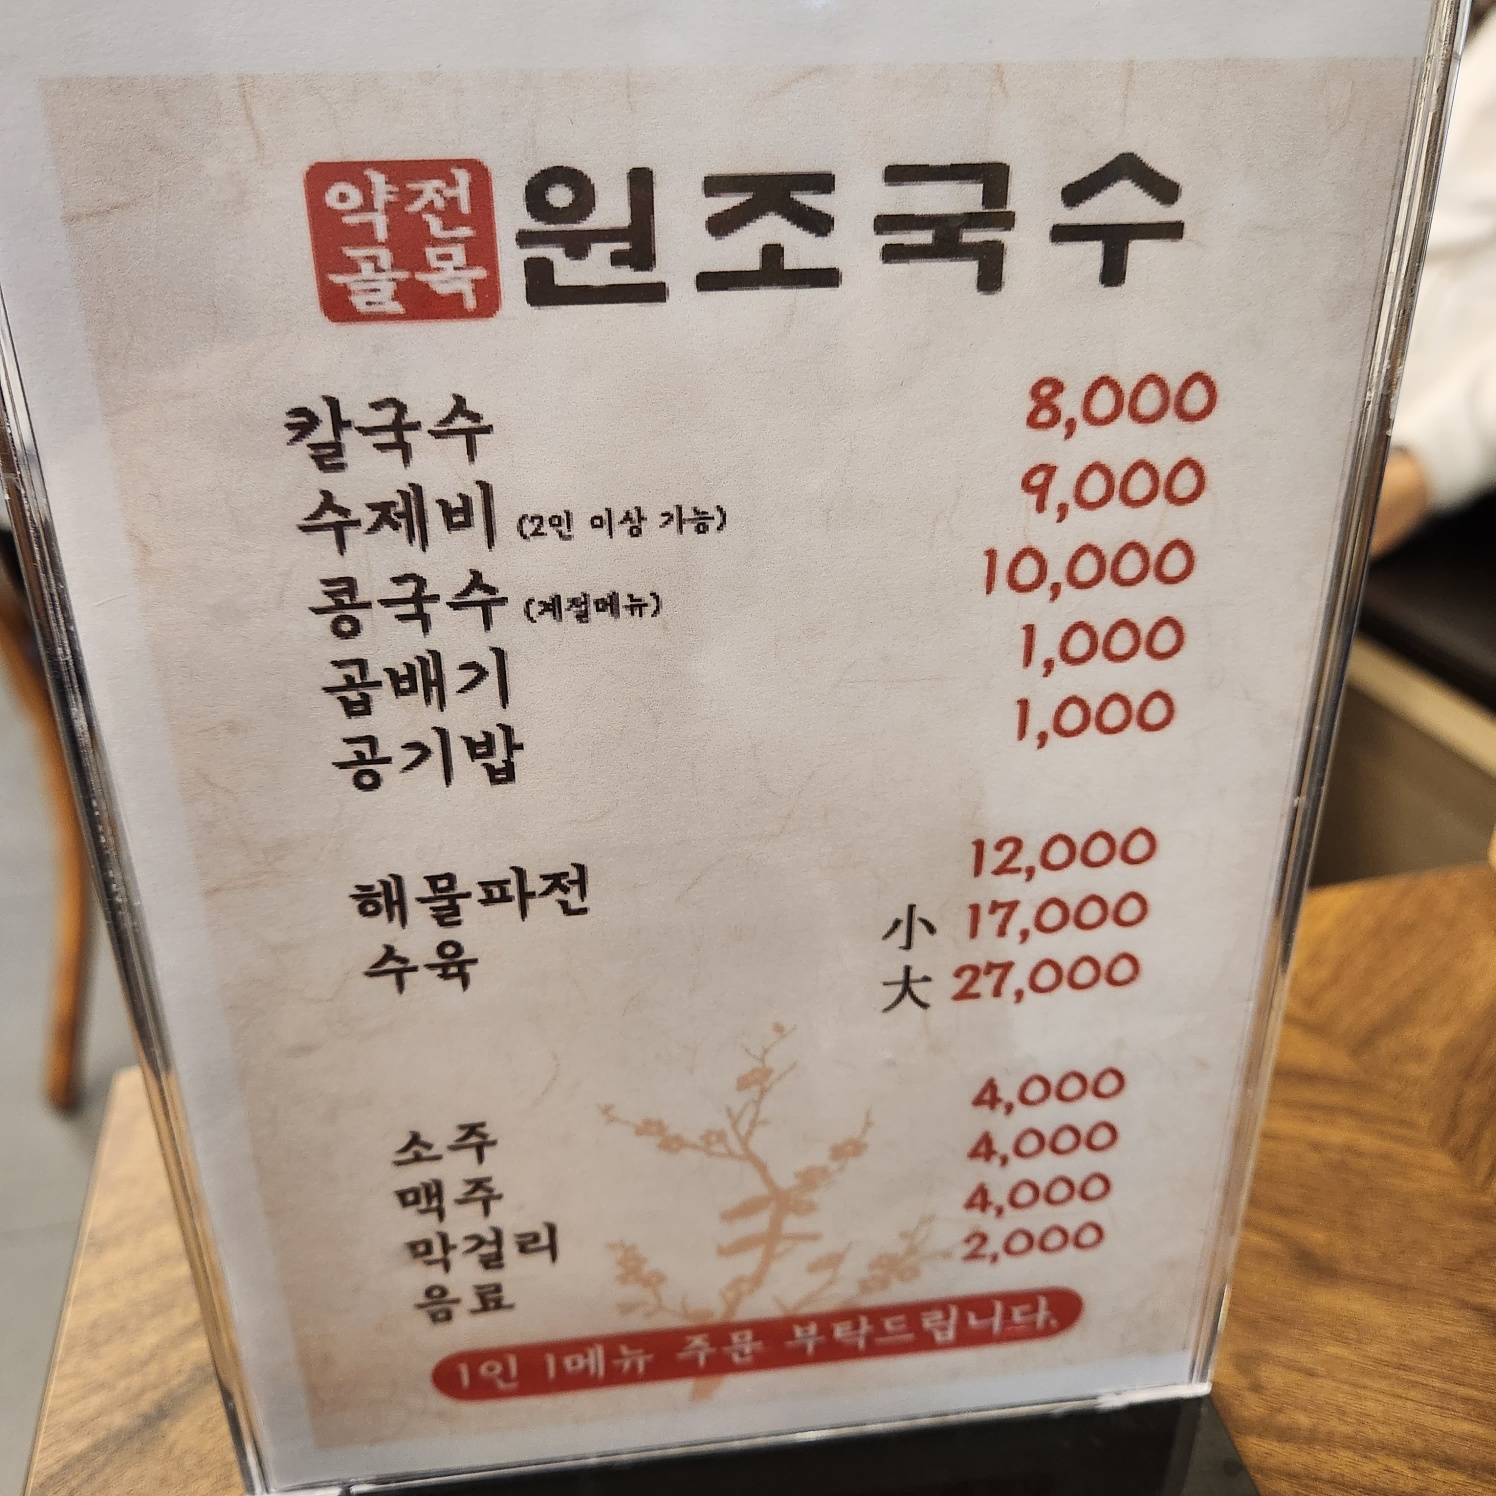 약전골목 원조국수
칼국수 8,000
수제비 (2인 이상 가능) 9,000
콩국수 (계절메뉴) 10,000
곱배기 1,000
공기밥 1,000
해물파전 12,000
수육 小 17,000
大 27,000
소주 4,000
맥주 4,000
막걸리 4,000
음료 2,000
1인 1메뉴 주문 부탁드립니다.